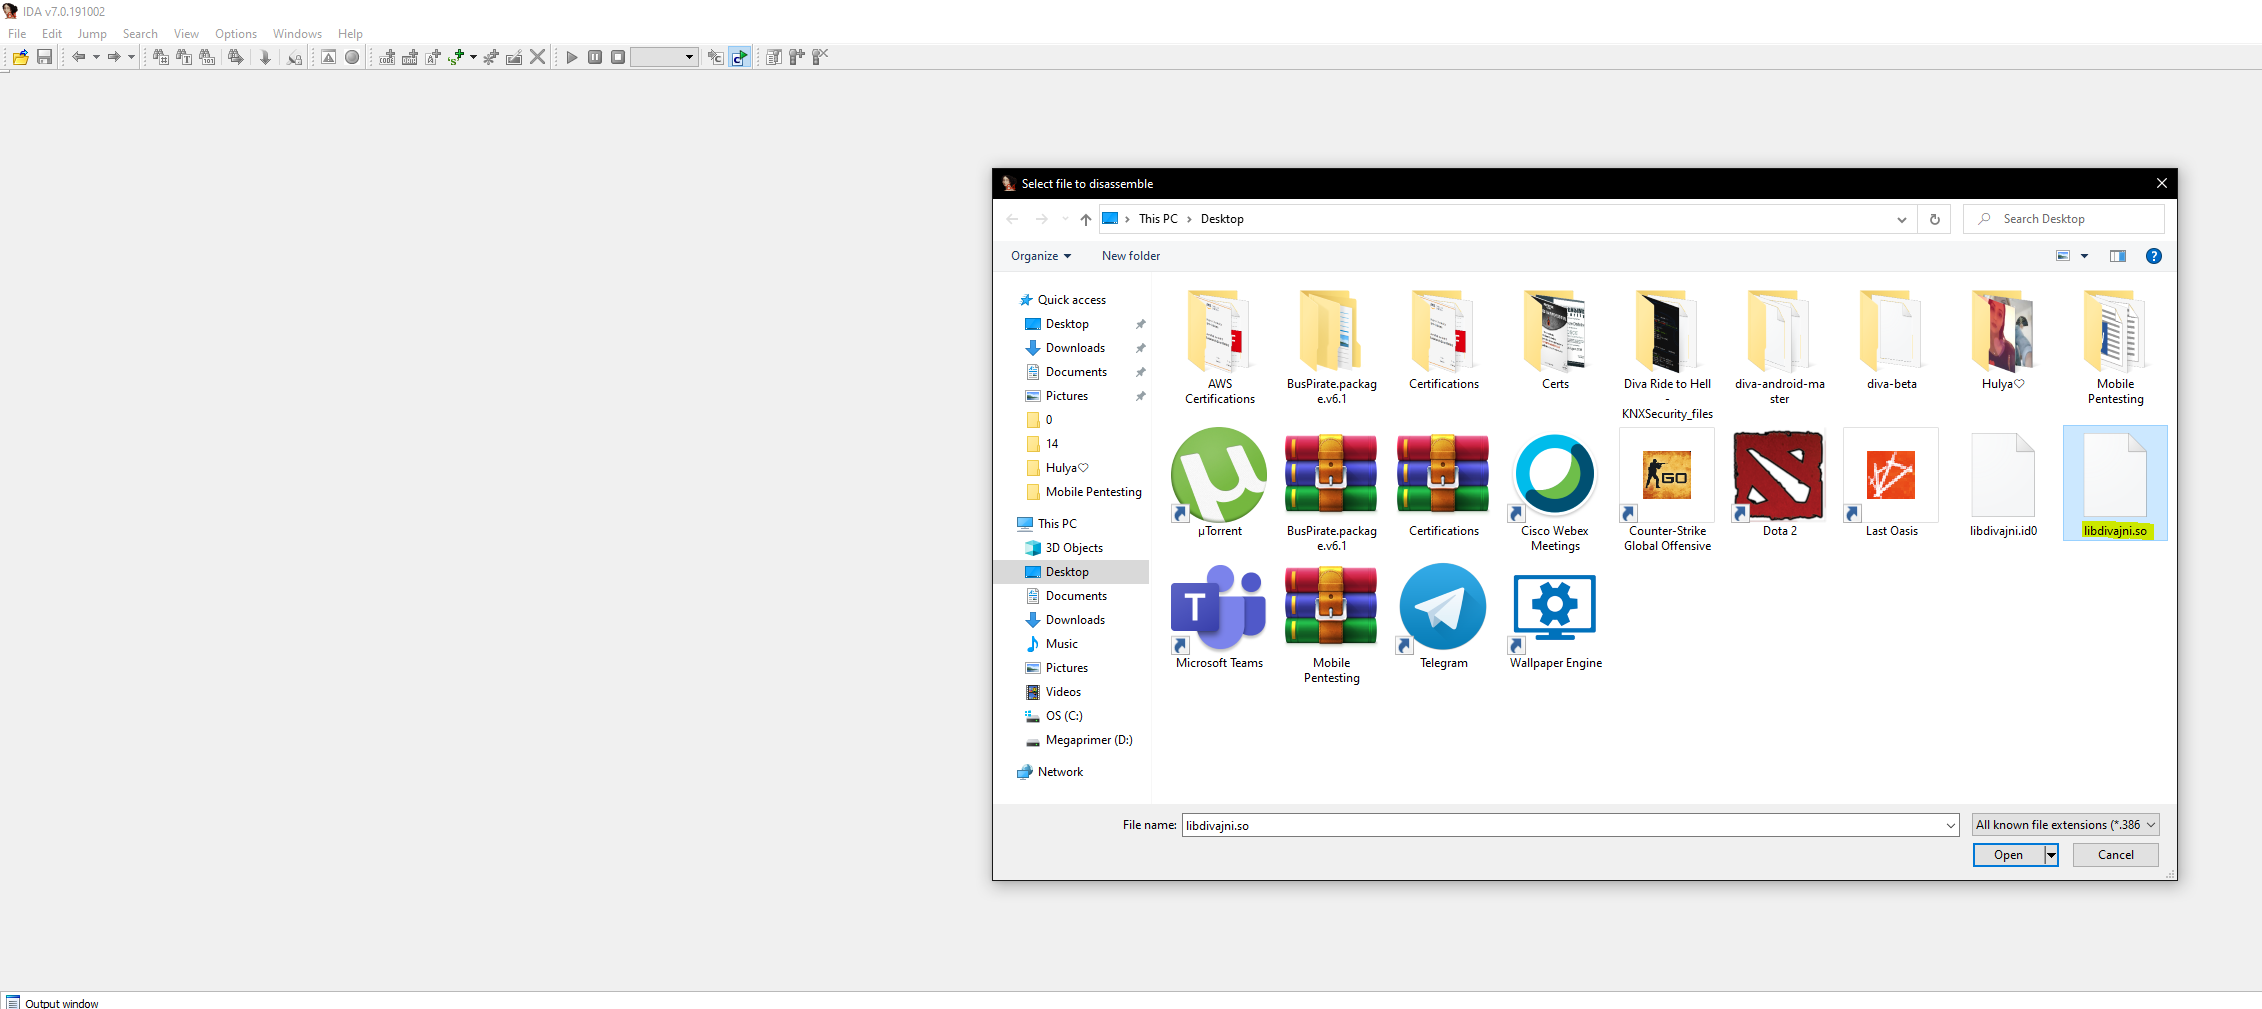 IDA v7.0.191002
File Edit Jump Search View Options Windows Help
Select file to disassemble
This PC
Desktop
Search Desktop
Organize
New folder
Quick access
Desktop
Downloads
Documents
Pictures
0
14
Hulya♡
Mobile Pentesting
This PC
3D Objects
Desktop
Documents
Downloads
Music
Pictures
Videos
OS (C:)
Megaprimer (D:)
Network
AWS
Certifications
BusPirate.packag
e.v6.1
Certifications
Certs
Diva Ride to Hell
-
KNXSecurity_files
diva-android-ma
ster
diva-beta
Hulya♡
Mobile
Pentesting
µTorrent
BusPirate.packag
e.v6.1
Certifications
Cisco Webex
Meetings
GO
Counter-Strike
Global Offensive
Dota 2
Last Oasis
libdivajni.id0
libdivajni.so
T
Microsoft Teams
Mobile
Pentesting
Telegram
Wallpaper Engine
File name:
libdivajni.so
All known file extensions (*.386
Open
Cancel
Output window